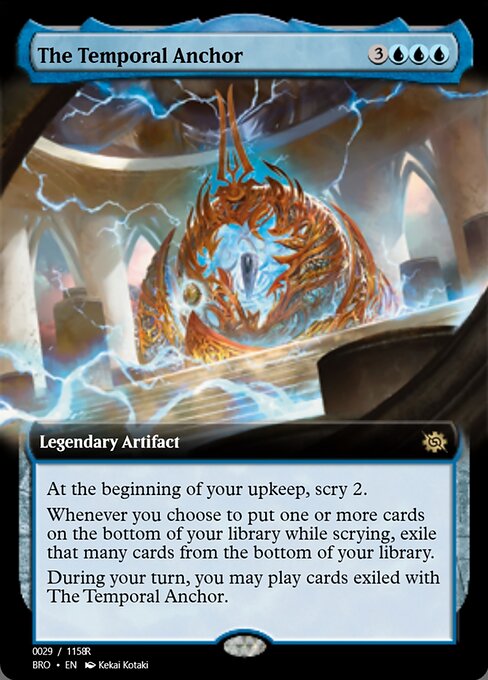 The Temporal Anchor 3
Legendary Artifact
At the beginning of your upkeep, scry 2.
Whenever you choose to put one or more cards
on the bottom of your library while scrying, exile
that many cards from the bottom of your library.
During your turn, you may play cards exiled with
The Temporal Anchor.
0029 / 1158R
BRO • EN Kekai Kotaki